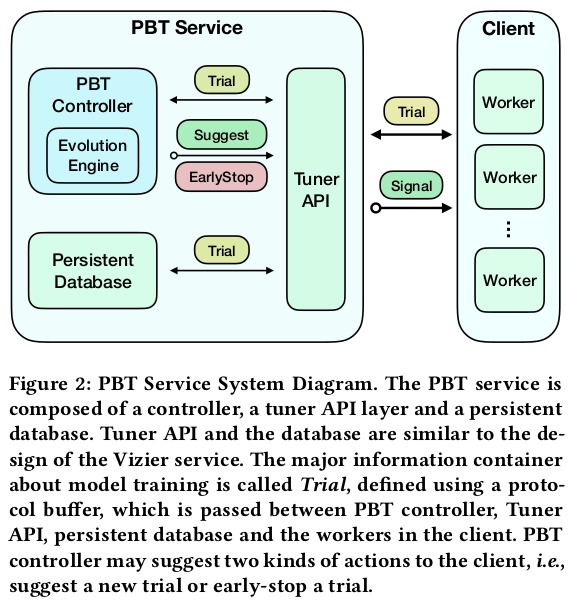 PBT Service
Client
PBT
Controller
Evolution
Engine
Trial
Suggest
EarlyStop
Tuner
API
Persistent
Database
Trial
Trial
Signal
Worker
Worker
Worker
Figure 2: PBT Service System Diagram. The PBT service is
composed of a controller, a tuner API layer and a persistent
database. Tuner API and the database are similar to the de-
sign of the Vizier service. The major information container
about model training is called Trial, defined using a proto-
col buffer, which is passed between PBT controller, Tuner
API, persistent database and the workers in the client. PBT
controller may suggest two kinds of actions to the client, i.e.,
suggest a new trial or early-stop a trial.